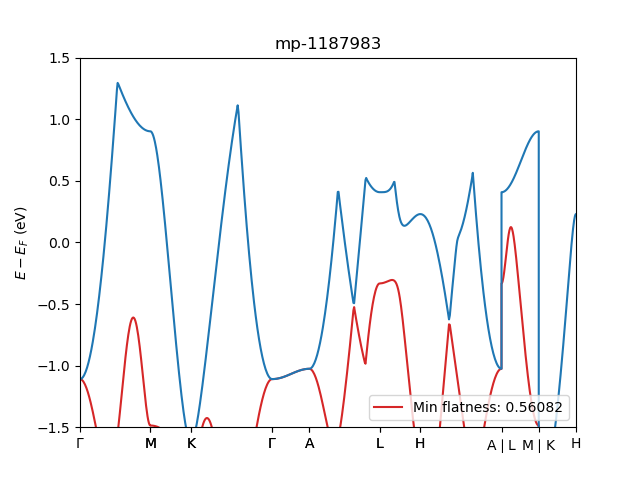 mp-1187983
1.5
1.0
0.5
0.0
−0.5
−1.0
−1.5
E − E_F (eV)
Min flatness: 0.56082
Γ M K Γ A L H A | L M | K H